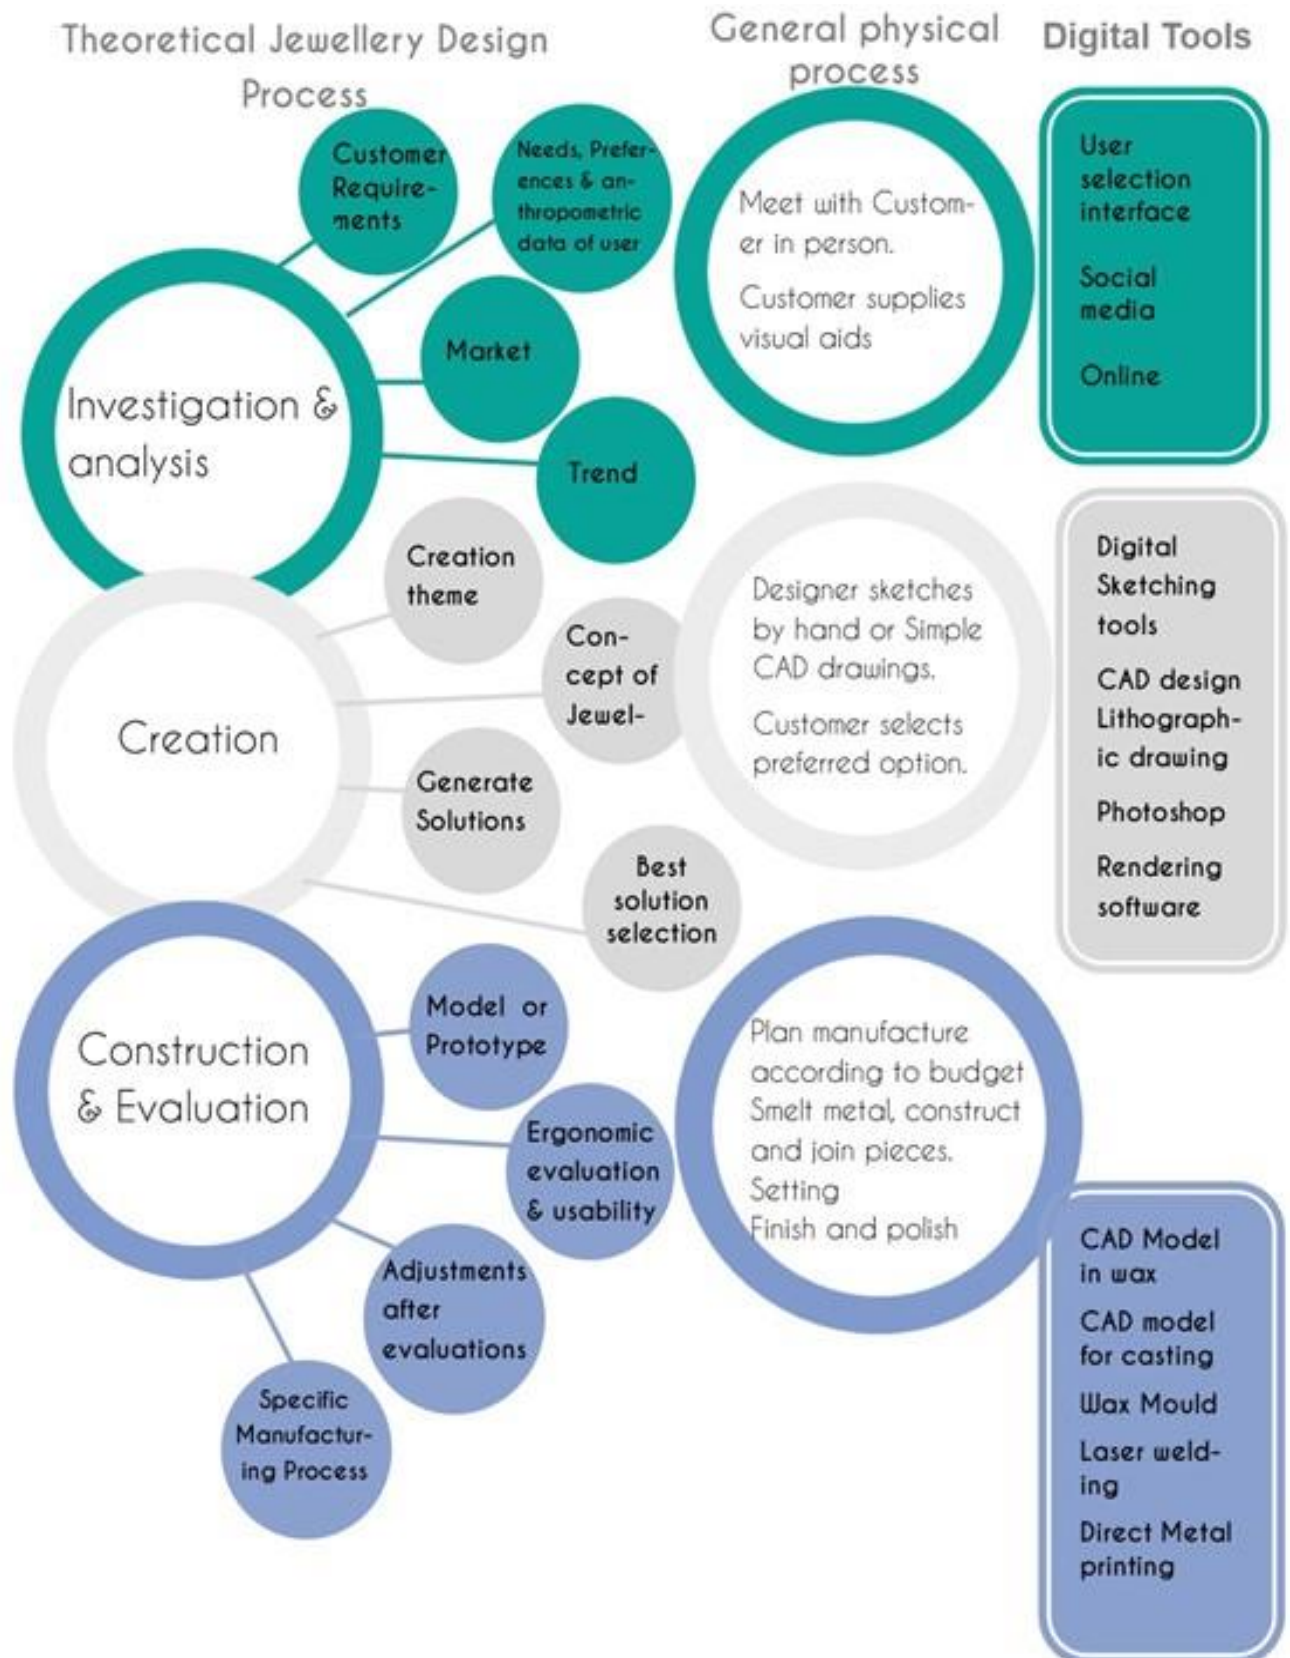 Theoretical Jewellery Design
Process
General physical
process
Digital Tools
Customer
Require-
ments
Needs, Prefer-
ences & an-
thropometric
data of user
Market
Trend
Investigation &
analysis
Meet with Custom-
er in person.
Customer supplies
visual aids
User
selection
interface
Social
media
Online
Creation
theme
Con-
cept of
Jewel-
Generate
Solutions
Best
solution
selection
Creation
Designer sketches
by hand or Simple
CAD drawings.
Customer selects
preferred option.
Digital
Sketching
tools
CAD design
Lithograph-
ic drawing
Photoshop
Rendering
software
Construction
& Evaluation
Model or
Prototype
Ergonomic
evaluation
& usability
Adjustments
after
evaluations
Specific
Manufactur-
ing Process
Plan manufacture
according to budget
Smelt metal, construct
and join pieces.
Setting
Finish and polish
CAD Model
in wax
CAD model
for casting
Wax Mould
Laser weld-
ing
Direct Metal
printing